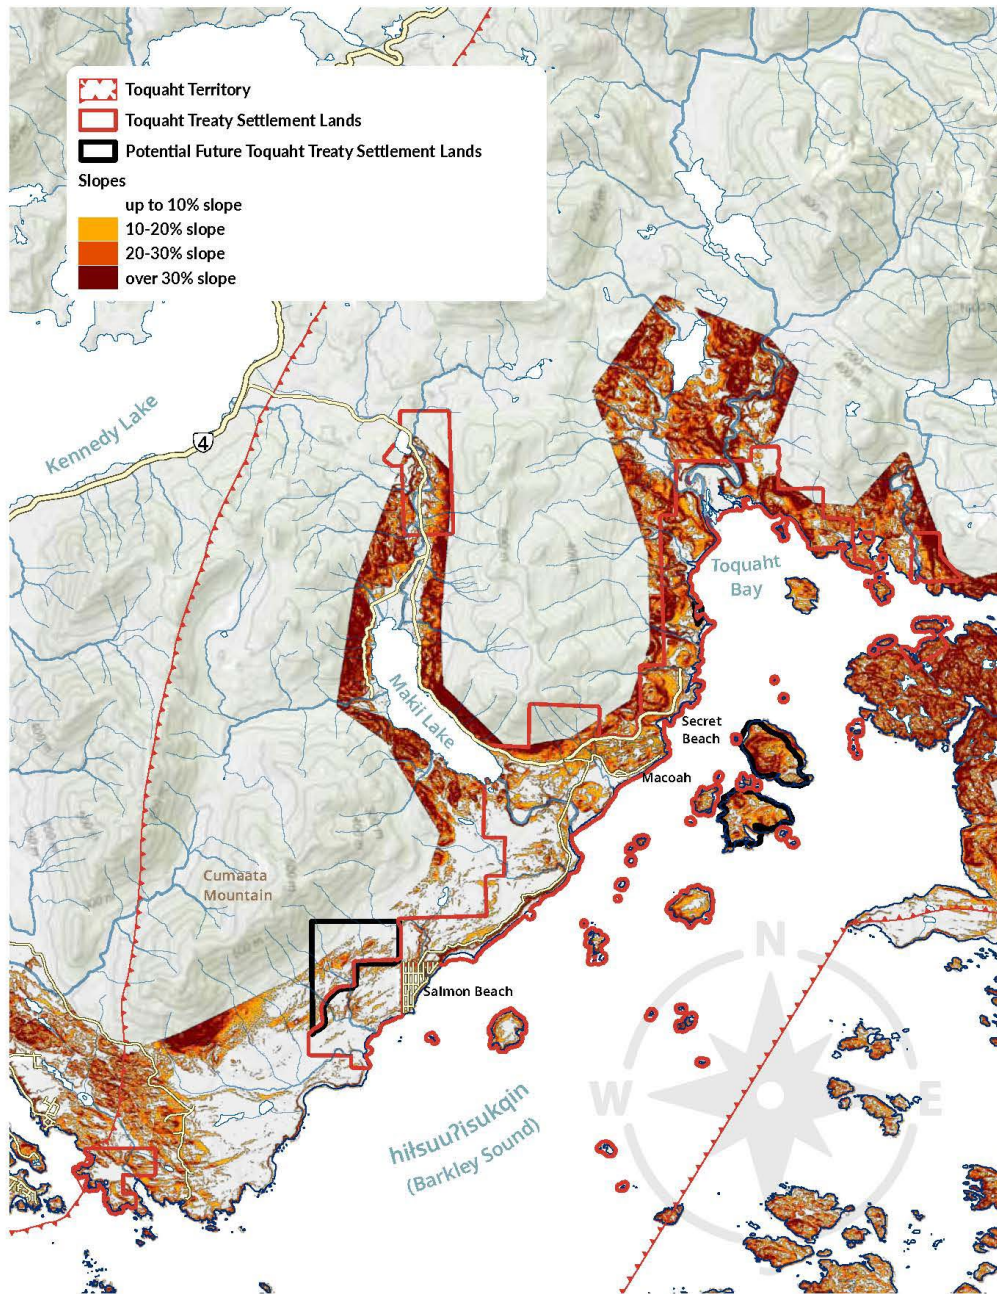 Toquaht Territory
Toquaht Treaty Settlement Lands
Potential Future Toquaht Treaty Settlement Lands
Slopes
up to 10% slope
10-20% slope
20-30% slope
over 30% slope
Kennedy Lake
4
Toquaht
Bay
Makii Lake
Secret
Beach
Macoah
Cumaata
Mountain
N
Salmon Beach
W
E
hiłsuuʔisukqin
(Barkley Sound)
S